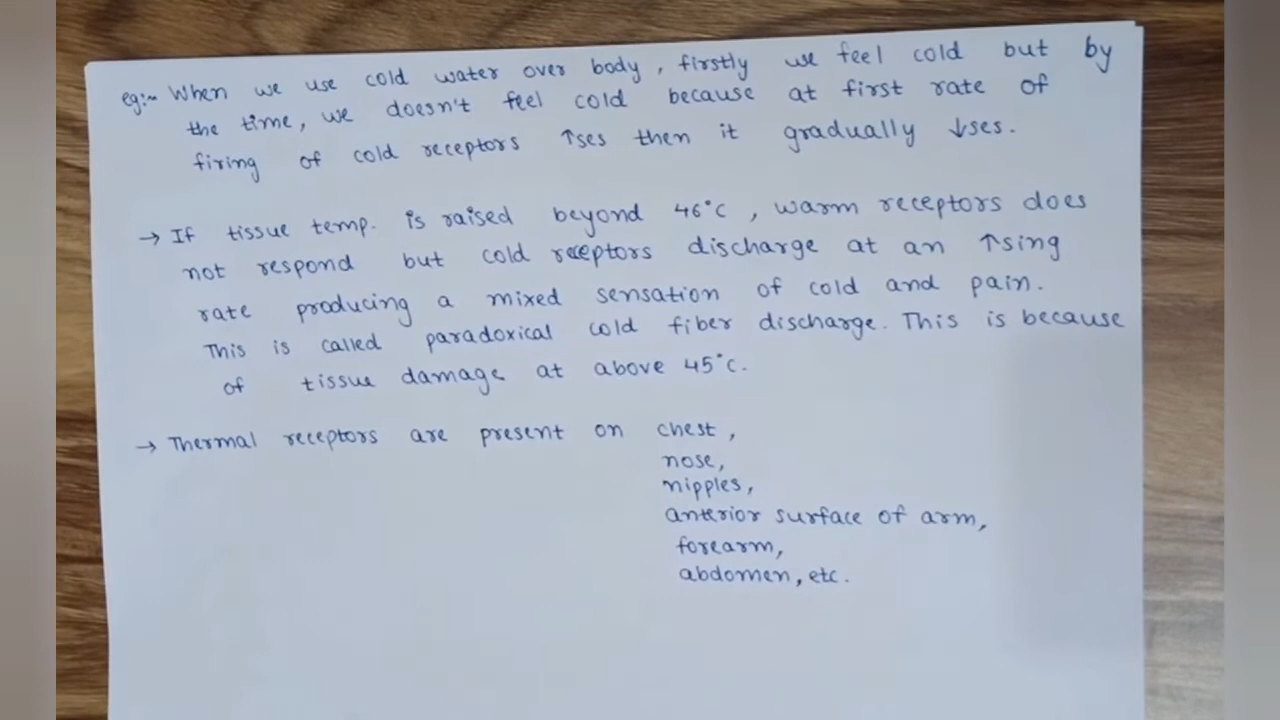 eg:- When we use cold water over body, firstly we feel cold but by
the time, we doesn't feel cold because at first rate of
firing of cold receptors ↑ses then it gradually ↓ses.
→ If tissue temp. is raised beyond 46°C, warm receptors does
not respond but cold receptors discharge at an ↑sing
rate producing a mixed sensation of cold and pain.
This is called paradoxical cold fiber discharge. This is because
of tissue damage at above 45°C.
→ Thermal receptors are present on chest,
nose,
nipples,
anterior surface of arm,
forearm,
abdomen, etc.